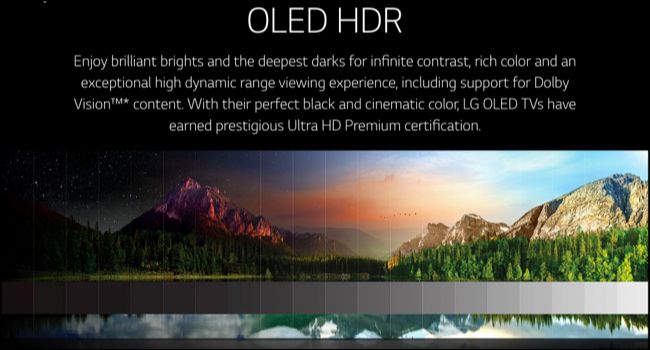 OLED HDR
Enjoy brilliant brights and the deepest darks for infinite contrast, rich color and an
exceptional high dynamic range viewing experience, including support for Dolby
Vision™* content. With their perfect black and cinematic color, LG OLED TVs have
earned prestigious Ultra HD Premium certification.